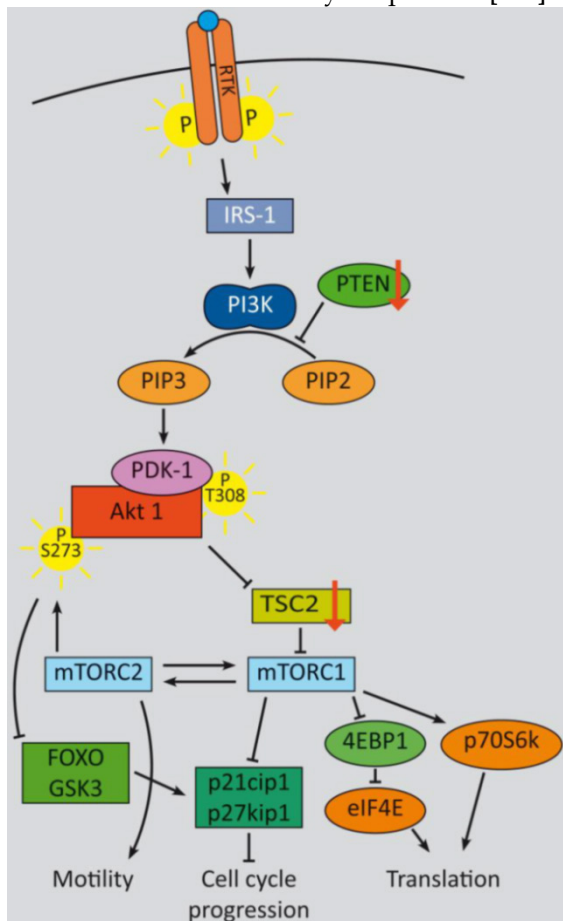 P
RTK
P
IRS-1
PTEN
PI3K
PIP3
PIP2
PDK-1
P
T308
Akt 1
P
S273
TSC2
mTORC2
mTORC1
4EBP1
p70S6k
FOXO
GSK3
p21cip1
p27kip1
eIF4E
Motility
Cell cycle
progression
Translation